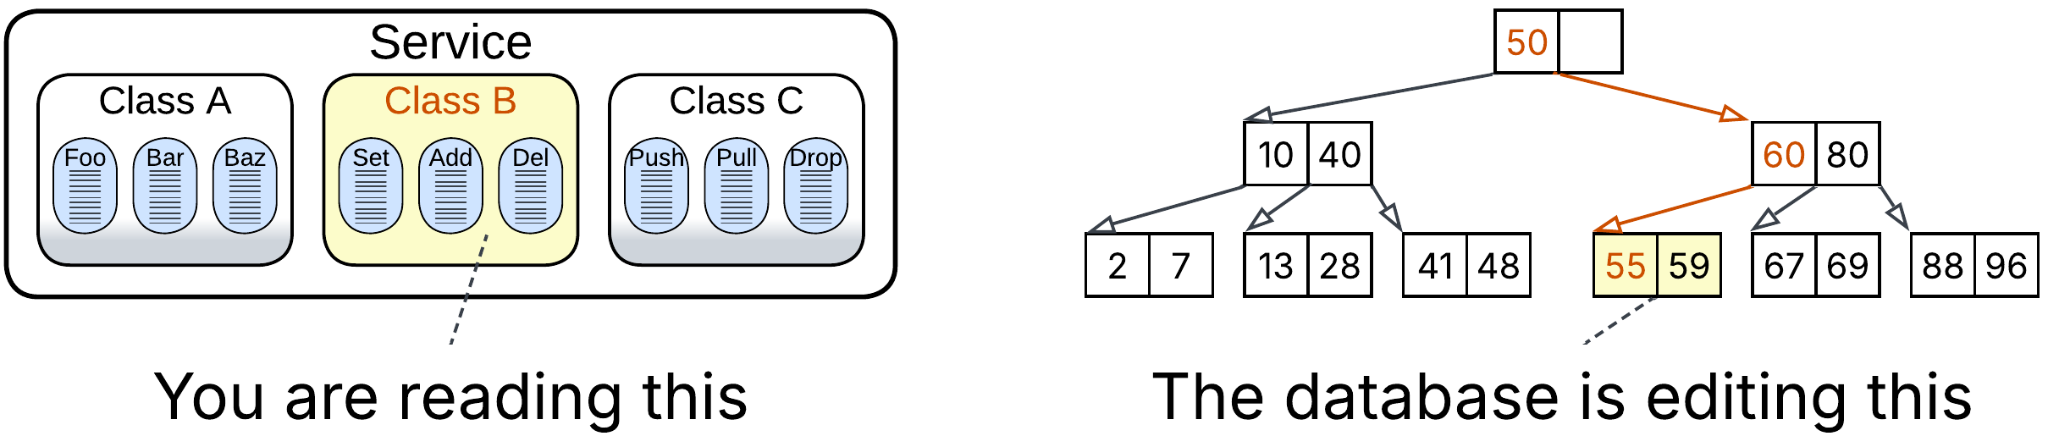 Service
Class A
Foo Bar Baz
Class B
Set Add Del
Class C
Push Pull Drop
You are reading this
50
10 40
60 80
2 7
13 28
41 48
55 59
67 69
88 96
The database is editing this